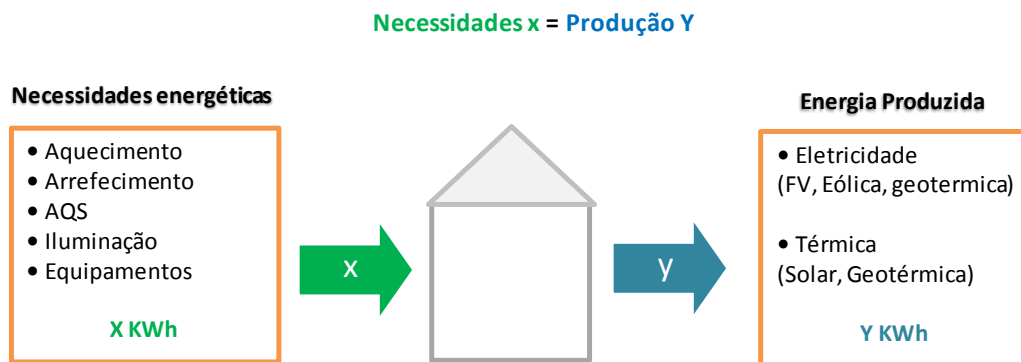 Necessidades x = Produção Y
Necessidades energéticas
• Aquecimento
• Arrefecimento
• AQS
• Iluminação
• Equipamentos
X KWh
x
y
Energia Produzida
• Eletricidade
(FV, Eólica, geotermica)
• Térmica
(Solar, Geotérmica)
Y KWh